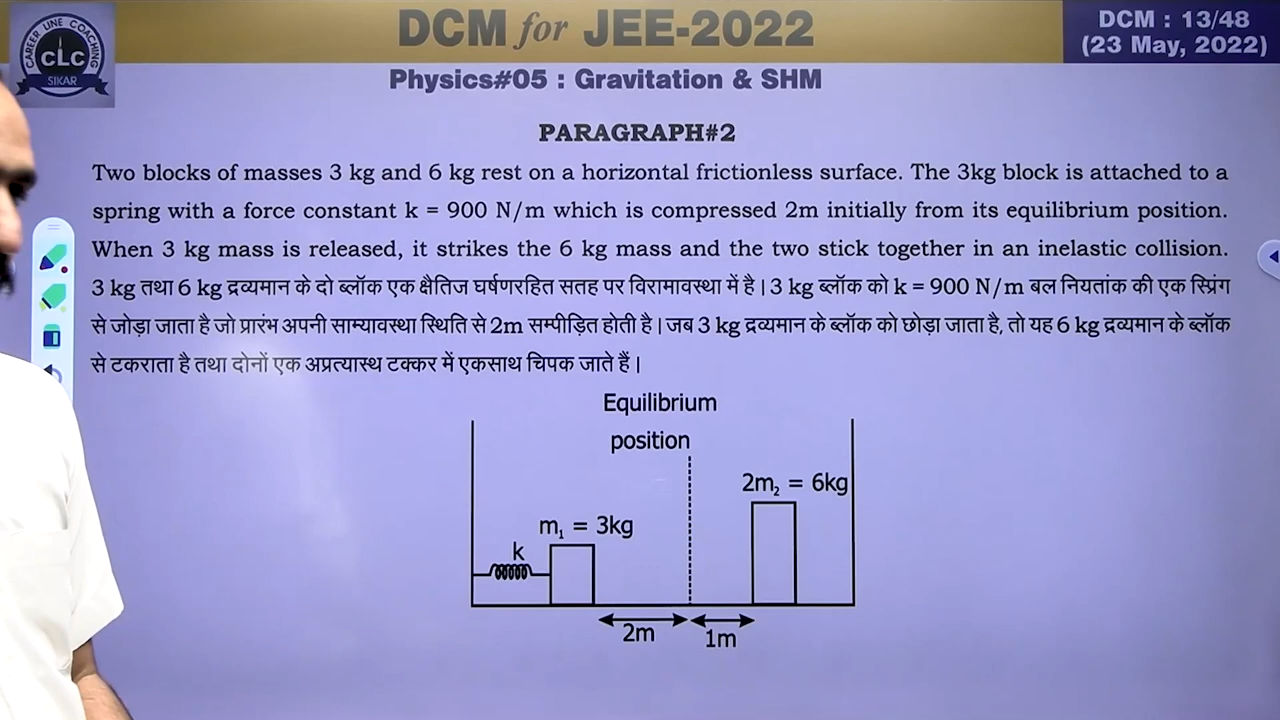 DCM for JEE-2022
DCM : 13/48
(23 May, 2022)
CAREER LINE COACHING
CLC
SIKAR
Physics#05 : Gravitation & SHM
PARAGRAPH#2
Two blocks of masses 3 kg and 6 kg rest on a horizontal frictionless surface. The 3kg block is attached to a
spring with a force constant k = 900 N/m which is compressed 2m initially from its equilibrium position.
When 3 kg mass is released, it strikes the 6 kg mass and the two stick together in an inelastic collision.
3 kg तथा 6 kg द्रव्यमान के दो ब्लॉक एक क्षैतिज घर्षणरहित सतह पर विरामावस्था में है। 3 kg ब्लॉक को k = 900 N/m बल नियतांक की एक स्प्रिंग
से जोड़ा जाता है जो प्रारंभ अपनी साम्यावस्था स्थिति से 2m सम्पीड़ित होती है। जब 3 kg द्रव्यमान के ब्लॉक को छोड़ा जाता है, तो यह 6 kg द्रव्यमान के ब्लॉक
से टकराता है तथा दोनों एक अप्रत्यास्थ टक्कर में एकसाथ चिपक जाते हैं।
Equilibrium
position
2m₂ = 6kg
m₁ = 3kg
k
2m
1m